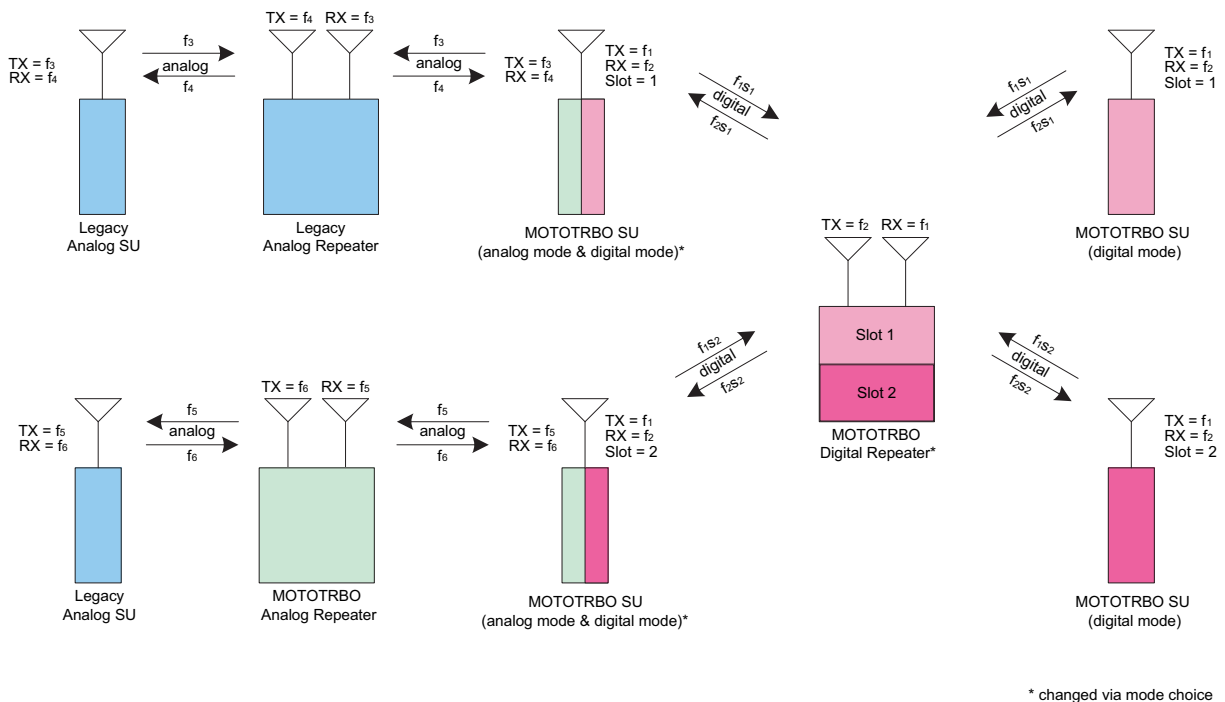 TX = f4 RX = f3
TX = f3
RX = f4
f3
analog
f4
f3
analog
f4
TX = f3
RX = f4
TX = f1
RX = f2
Slot = 1
f1s1
digital
f2s1
f1s1
digital
f2s1
TX = f1
RX = f2
Slot = 1
Legacy
Analog SU
Legacy
Analog Repeater
MOTOTRBO SU
(analog mode & digital mode)*
MOTOTRBO SU
(digital mode)
TX = f2 RX = f1
Slot 1
Slot 2
MOTOTRBO
Digital Repeater*
f1s2
digital
f2s2
f1s2
digital
f2s2
TX = f6 RX = f5
TX = f5
RX = f6
f5
analog
f6
f5
analog
f6
TX = f5
RX = f6
TX = f1
RX = f2
Slot = 2
TX = f1
RX = f2
Slot = 2
Legacy
Analog SU
MOTOTRBO
Analog Repeater
MOTOTRBO SU
(analog mode & digital mode)*
MOTOTRBO SU
(digital mode)
* changed via mode choice